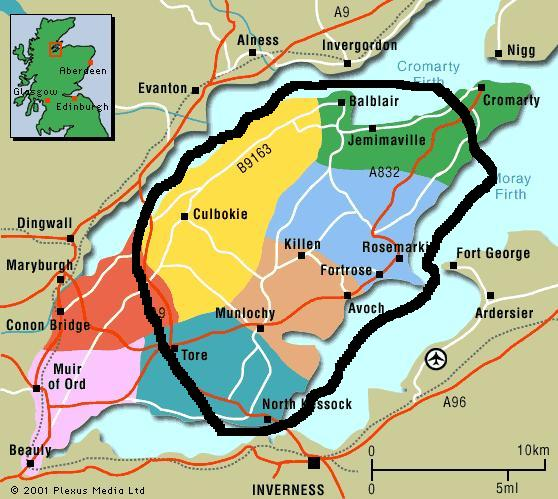 A9
Alness
Invergordon
Nigg
Aberdeen
Glasgow
Edinburgh
Evanton
Cromarty
Firth
Balblair
Cromarty
Jemimaville
B9163
A832
Moray
Firth
Culbokie
Dingwall
Killen
Rosemarki
Fort George
Maryburgh
Fortrose
Conon Bridge
9
Munlochy
Avoch
Ardersier
Tore
Muir
of Ord
A96
North Kessock
Beauly
0 10km
0 5ml
INVERNESS
© 2001 Plexus Media Ltd